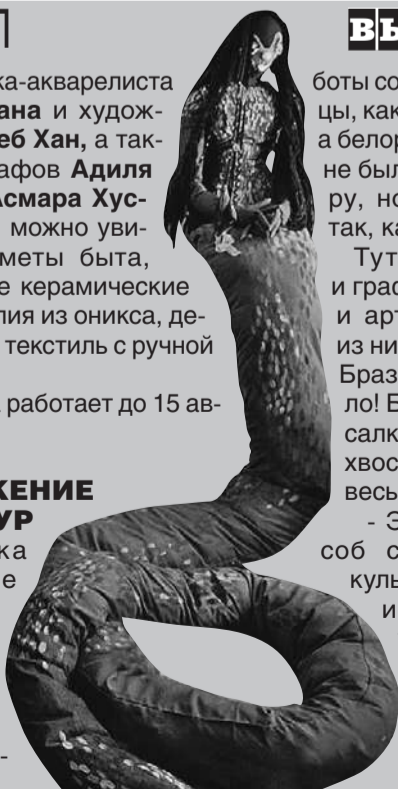 ка-акварелиста
ана и худож-
еб Хан, а так-
афов Адиля
Асмара Хус-
можно уви-
меты быта,
е керамические
лия из оникса, де-
текстиль с ручной
работает до 15 ав-
ЖЕНИЕ
УР
ка
е
-
ВЫ
боты со
цы, как
а белор
не был
ру, но
так, ка
Тут
и граф
и арт
из ни
Браз
ло! Б
салк
хвос
весь
- Э
соб с
куль
и